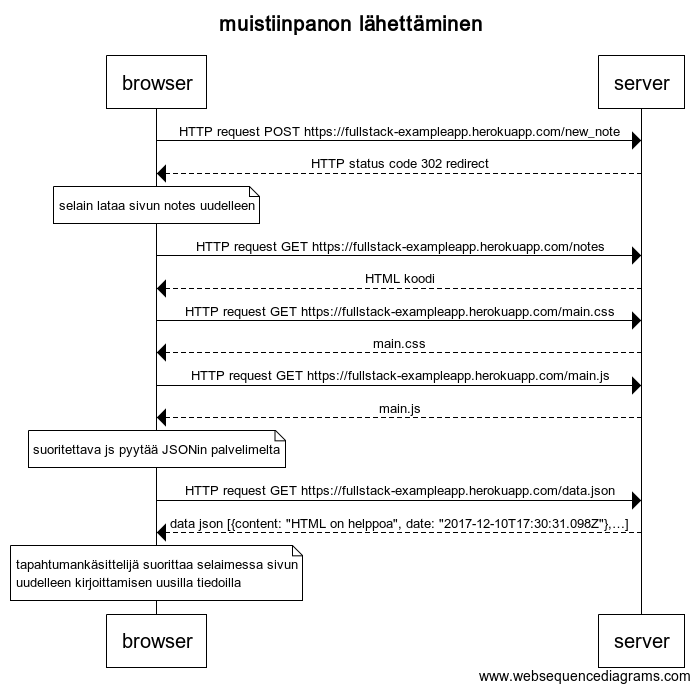 muistiinpanon lähettäminen
browser
server
HTTP request POST https://fullstack-exampleapp.herokuapp.com/new_note
HTTP status code 302 redirect
selain lataa sivun notes uudelleen
HTTP request GET https://fullstack-exampleapp.herokuapp.com/notes
HTML koodi
HTTP request GET https://fullstack-exampleapp.herokuapp.com/main.css
main.css
HTTP request GET https://fullstack-exampleapp.herokuapp.com/main.js
main.js
suoritettava js pyytää JSONin palvelimelta
HTTP request GET https://fullstack-exampleapp.herokuapp.com/data.json
data json [{content: "HTML on helppoa", date: "2017-12-10T17:30:31.098Z"},...]
tapahtumankäsittelijä suorittaa selaimessa sivun
uudelleen kirjoittamisen uusilla tiedoilla
browser
server
www.websequencediagrams.com